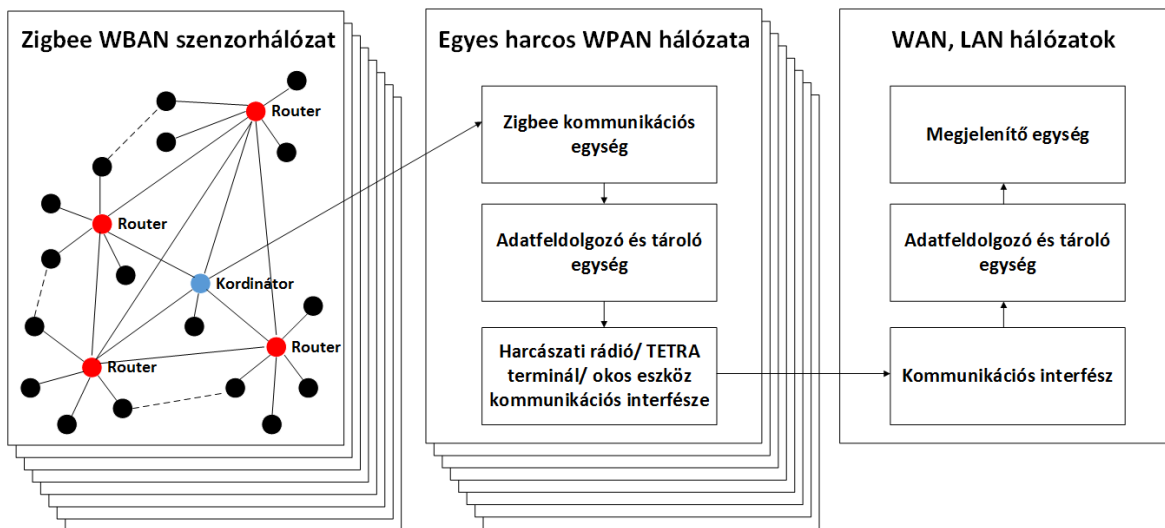 Zigbee WBAN szenzorhálózat
Router
Router
Kordinátor
Router
Router
Egyes harcos WPAN hálózata
Zigbee kommunikációs
egység
Adatfeldolgozó és tároló
egység
Harcászati rádió/ TETRA
terminál/ okos eszköz
kommunikációs interfésze
WAN, LAN hálózatok
Megjelenítő egység
Adatfeldolgozó és tároló
egység
Kommunikációs interfész